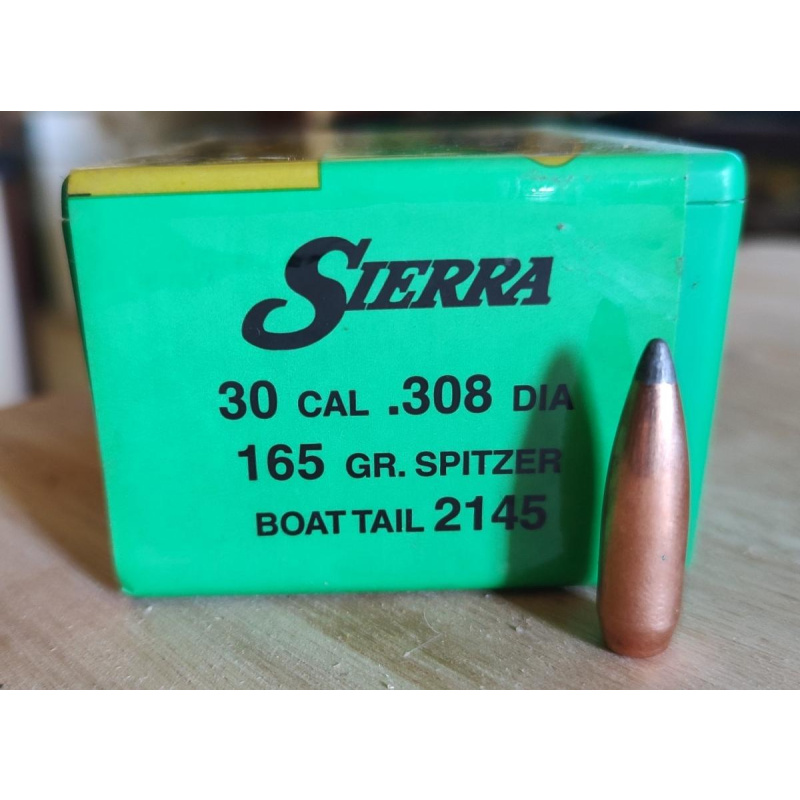 SIERRA
30 CAL .308 DIA
165 GR. SPITZER
BOAT TAIL 2145